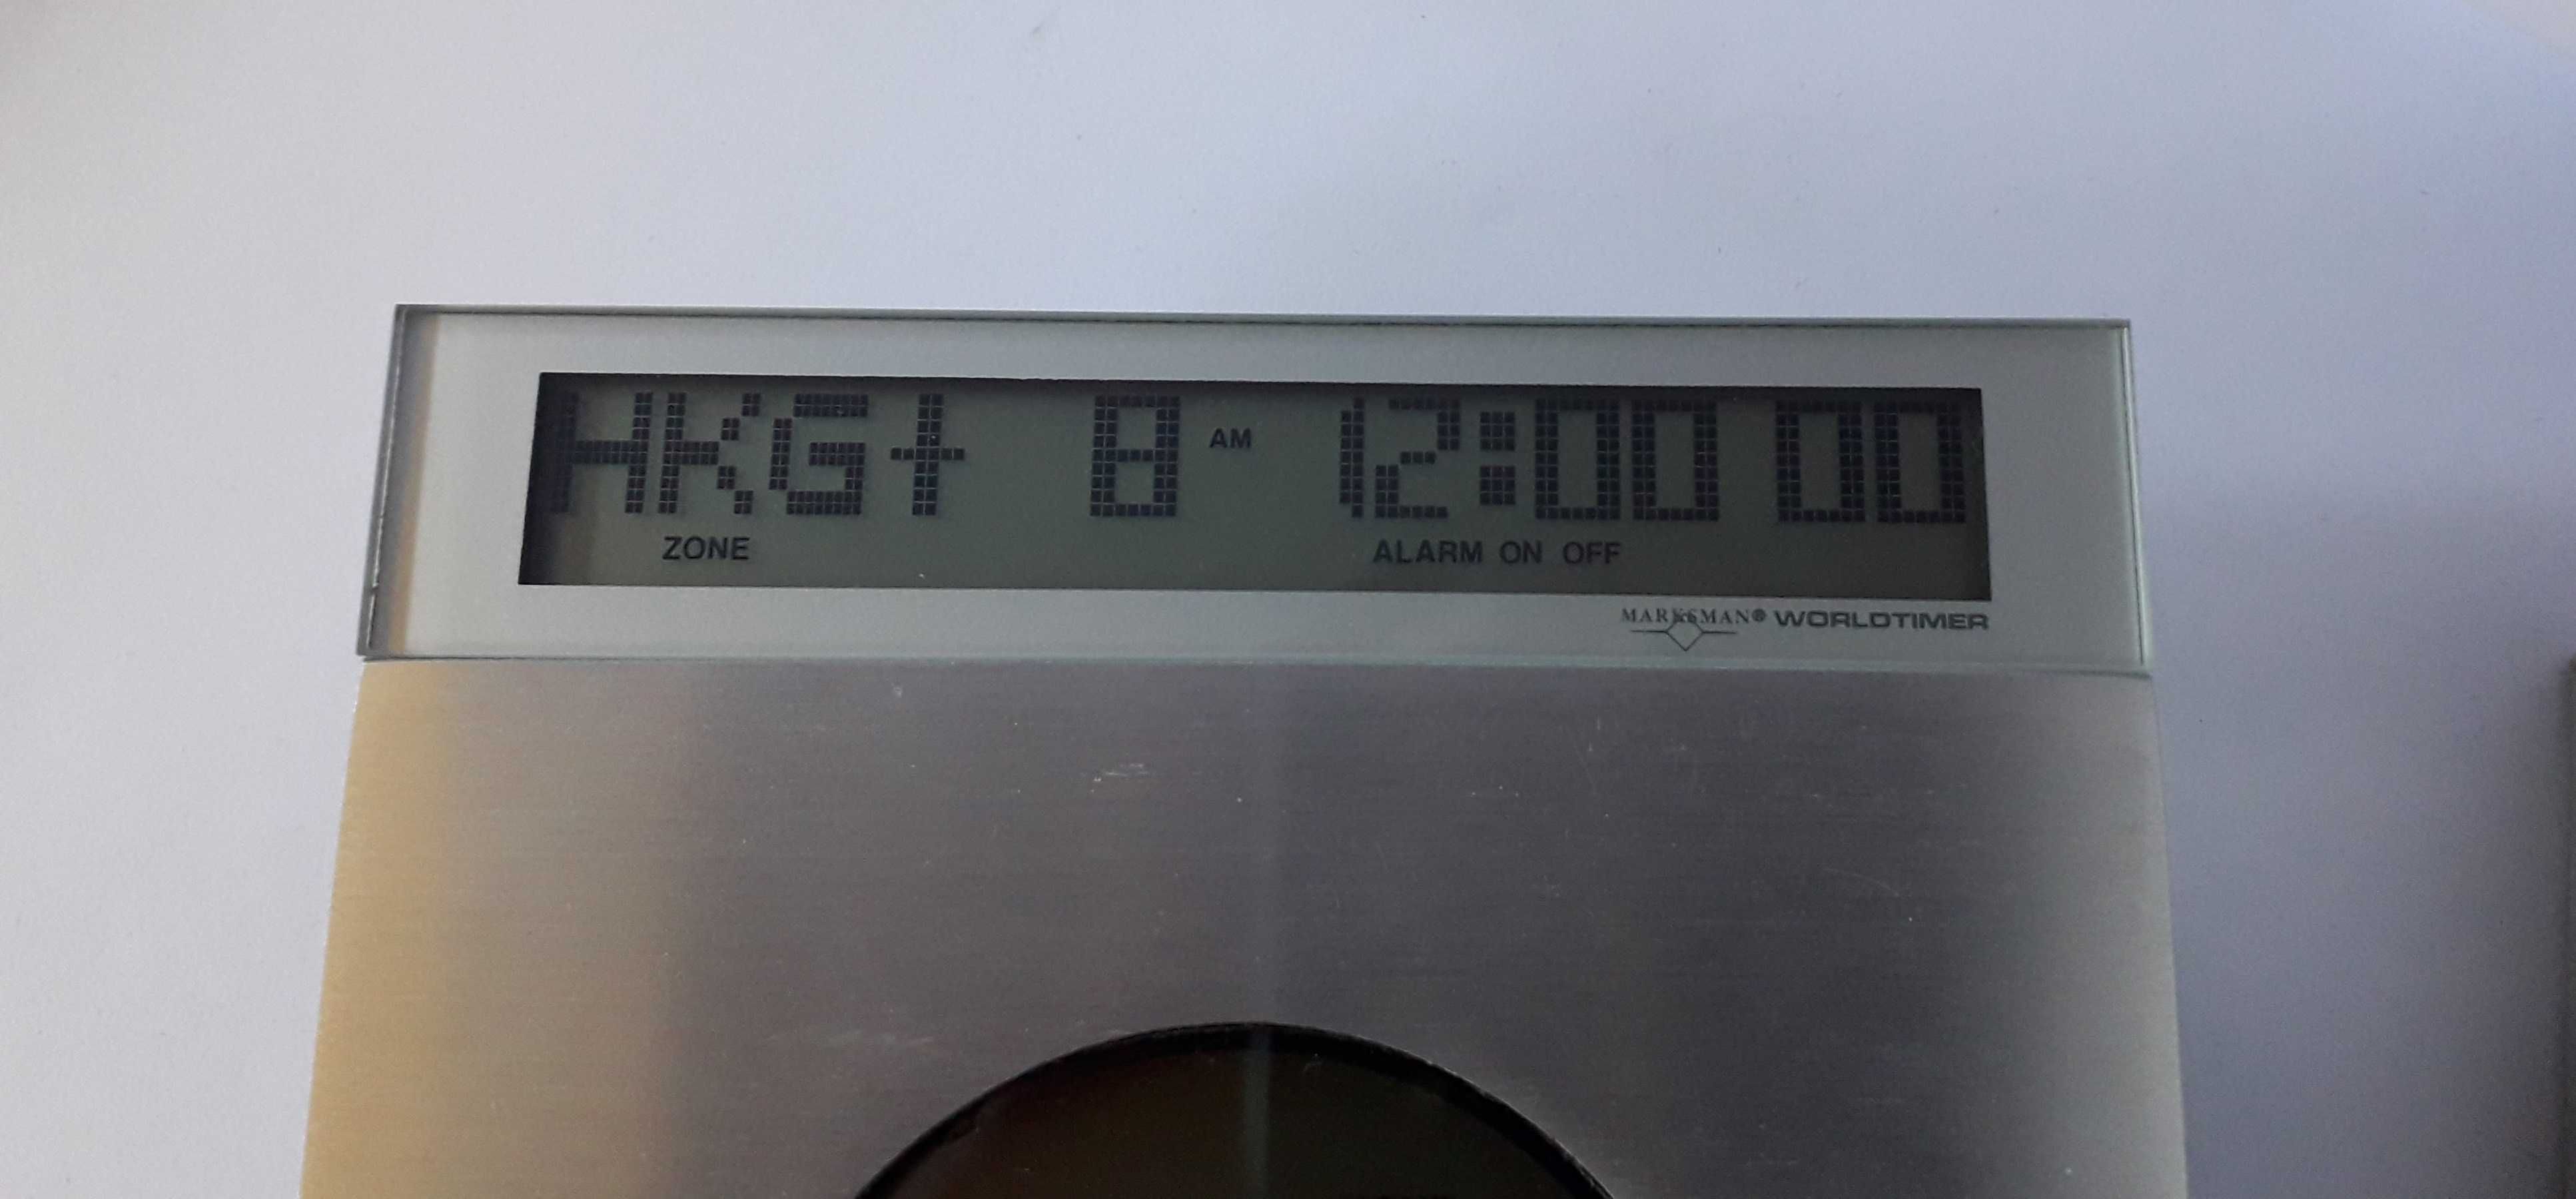 HKG+ 8 AM 12:00 00
ZONE ALARM ON OFF
MARKSMAN® WORLDTIMER